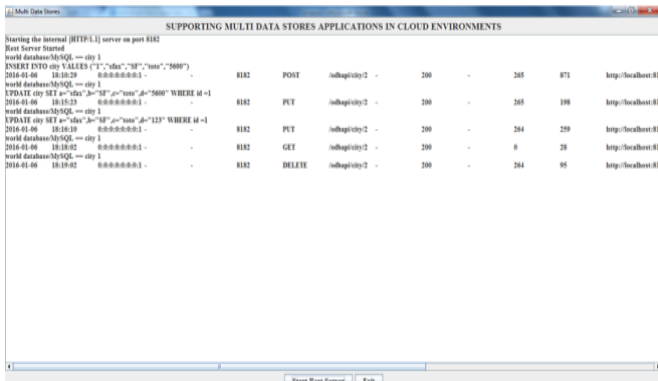 Multi Data Stores
SUPPORTING MULTI DATA STORES APPLICATIONS IN CLOUD ENVIRONMENTS
Starting the internal [HTTP/1.1] server on port 8182
Rest Server Started
world database/MySQL == city 1
INSERT INTO city VALUES ("1","sfax","SF","toto","5600")
2016-01-06 18:10:29 0:0:0:0:0:0:0:1 - - 8182 POST /odbapi/city/2 - 200 - 265 871 http://localhost:81
world database/MySQL == city 1
UPDATE city SET a="sfax",b="SF",c="toto",d="5600" WHERE id =1
2016-01-06 18:15:23 0:0:0:0:0:0:0:1 - - 8182 PUT /odbapi/city/2 - 200 - 265 198 http://localhost:81
world database/MySQL == city 1
UPDATE city SET a="sfax",b="SF",c="toto",d="123" WHERE id =1
2016-01-06 18:16:10 0:0:0:0:0:0:0:1 - - 8182 PUT /odbapi/city/2 - 200 - 264 259 http://localhost:81
world database/MySQL == city 1
2016-01-06 18:18:02 0:0:0:0:0:0:0:1 - - 8182 GET /odbapi/city/2 - 200 - 0 28 http://localhost:81
world database/MySQL == city 1
2016-01-06 18:19:02 0:0:0:0:0:0:0:1 - - 8182 DELETE /odbapi/city/2 - 200 - 264 95 http://localhost:81
Start Rest Server Exit